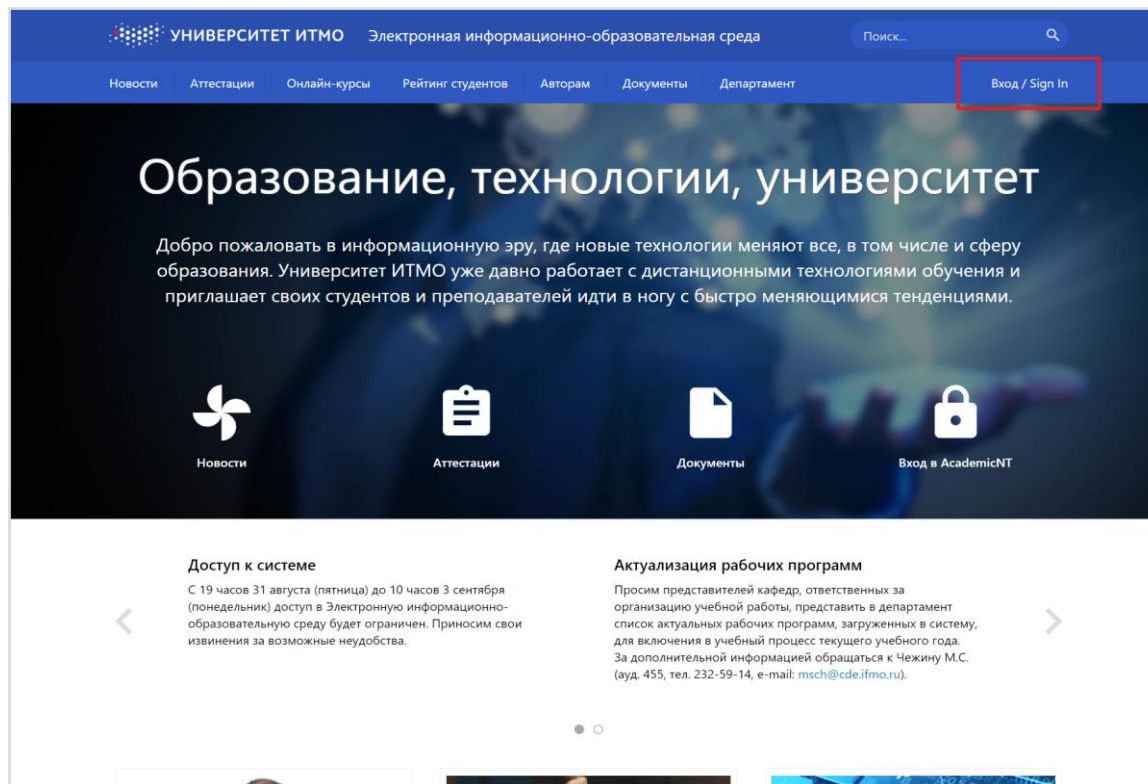 УНИВЕРСИТЕТ ИТМО
Электронная информационно-образовательная среда
Поиск...
Новости
Аттестации
Онлайн-курсы
Рейтинг студентов
Авторам
Документы
Департамент
Вход / Sign In
Образование, технологии, университет
Добро пожаловать в информационную эру, где новые технологии меняют все, в том числе и сферу
образования. Университет ИТМО уже давно работает с дистанционными технологиями обучения и
приглашает своих студентов и преподавателей идти в ногу с быстро меняющимися тенденциями.
Новости
Аттестации
Документы
Вход в AcademicNT
Доступ к системе
С 19 часов 31 августа (пятница) до 10 часов 3 сентября
(понедельник) доступ в Электронную информационно-
образовательную среду будет ограничен. Приносим свои
извинения за возможные неудобства.
Актуализация рабочих программ
Просим представителей кафедр, ответственных за
организацию учебной работы, представить в департамент
список актуальных рабочих программ, загруженных в систему,
для включения в учебный процесс текущего учебного года.
За дополнительной информацией обращаться к Чежину М.С.
(ауд. 455, тел. 232-59-14, e-mail: msch@cde.ifmo.ru).